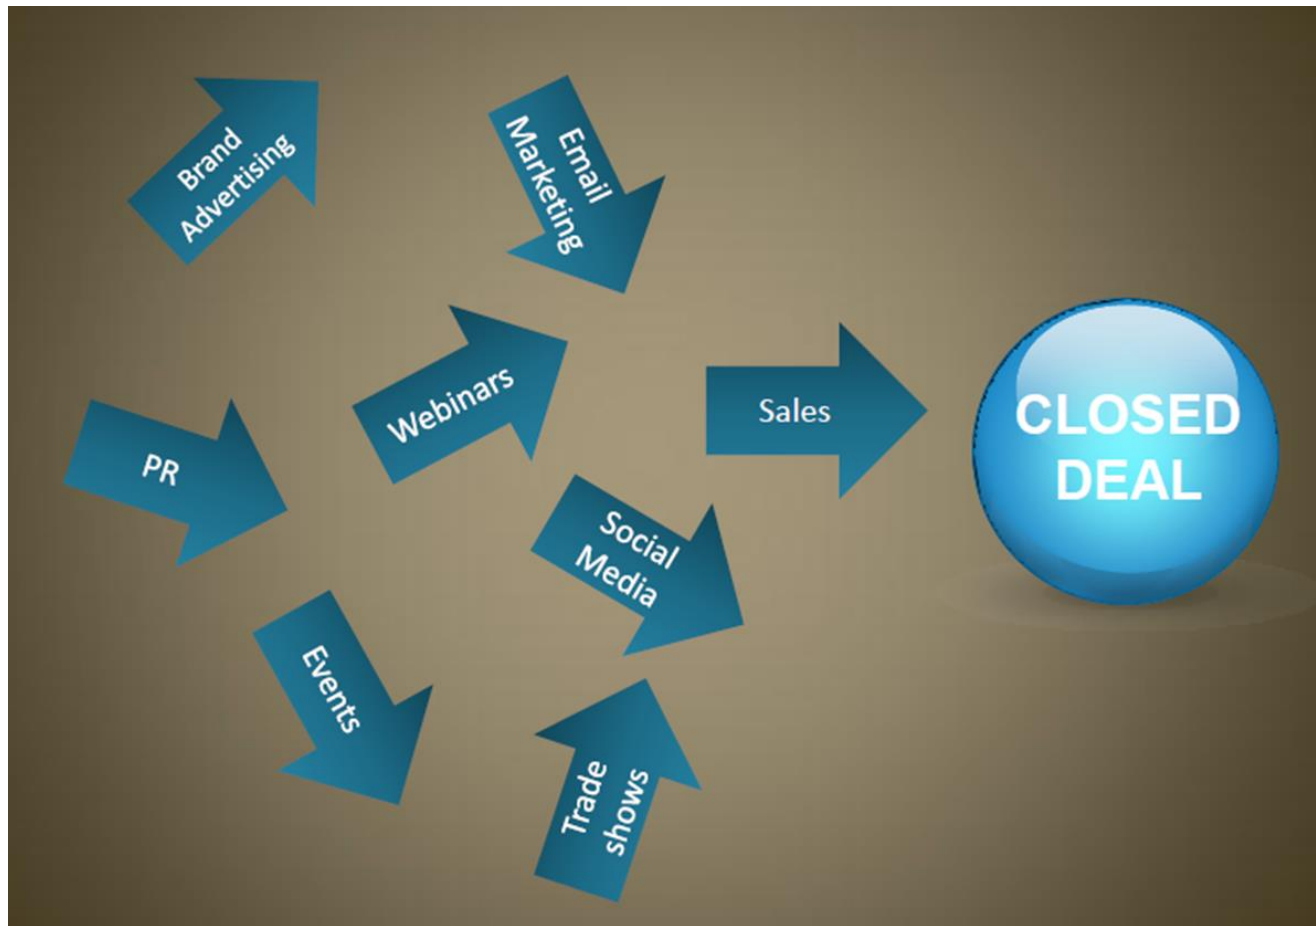 Brand
Advertising
Email
Marketing
Webinars
Sales
CLOSED
DEAL
PR
Social
Media
Events
Trade
shows